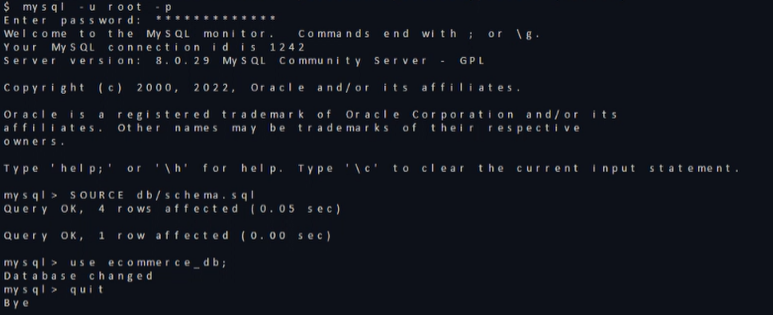 $ mysql -u root -p
Enter password: *************
Welcome to the MySQL monitor.  Commands end with ; or \g.
Your MySQL connection id is 1242
Server version: 8.0.29 MySQL Community Server - GPL

Copyright (c) 2000, 2022, Oracle and/or its affiliates.

Oracle is a registered trademark of Oracle Corporation and/or its
affiliates. Other names may be trademarks of their respective
owners.

Type 'help;' or '\h' for help. Type '\c' to clear the current input statement.

mysql> SOURCE db/schema.sql
Query OK, 4 rows affected (0.05 sec)

Query OK, 1 row affected (0.00 sec)

mysql> use ecommerce_db;
Database changed
mysql> quit
Bye